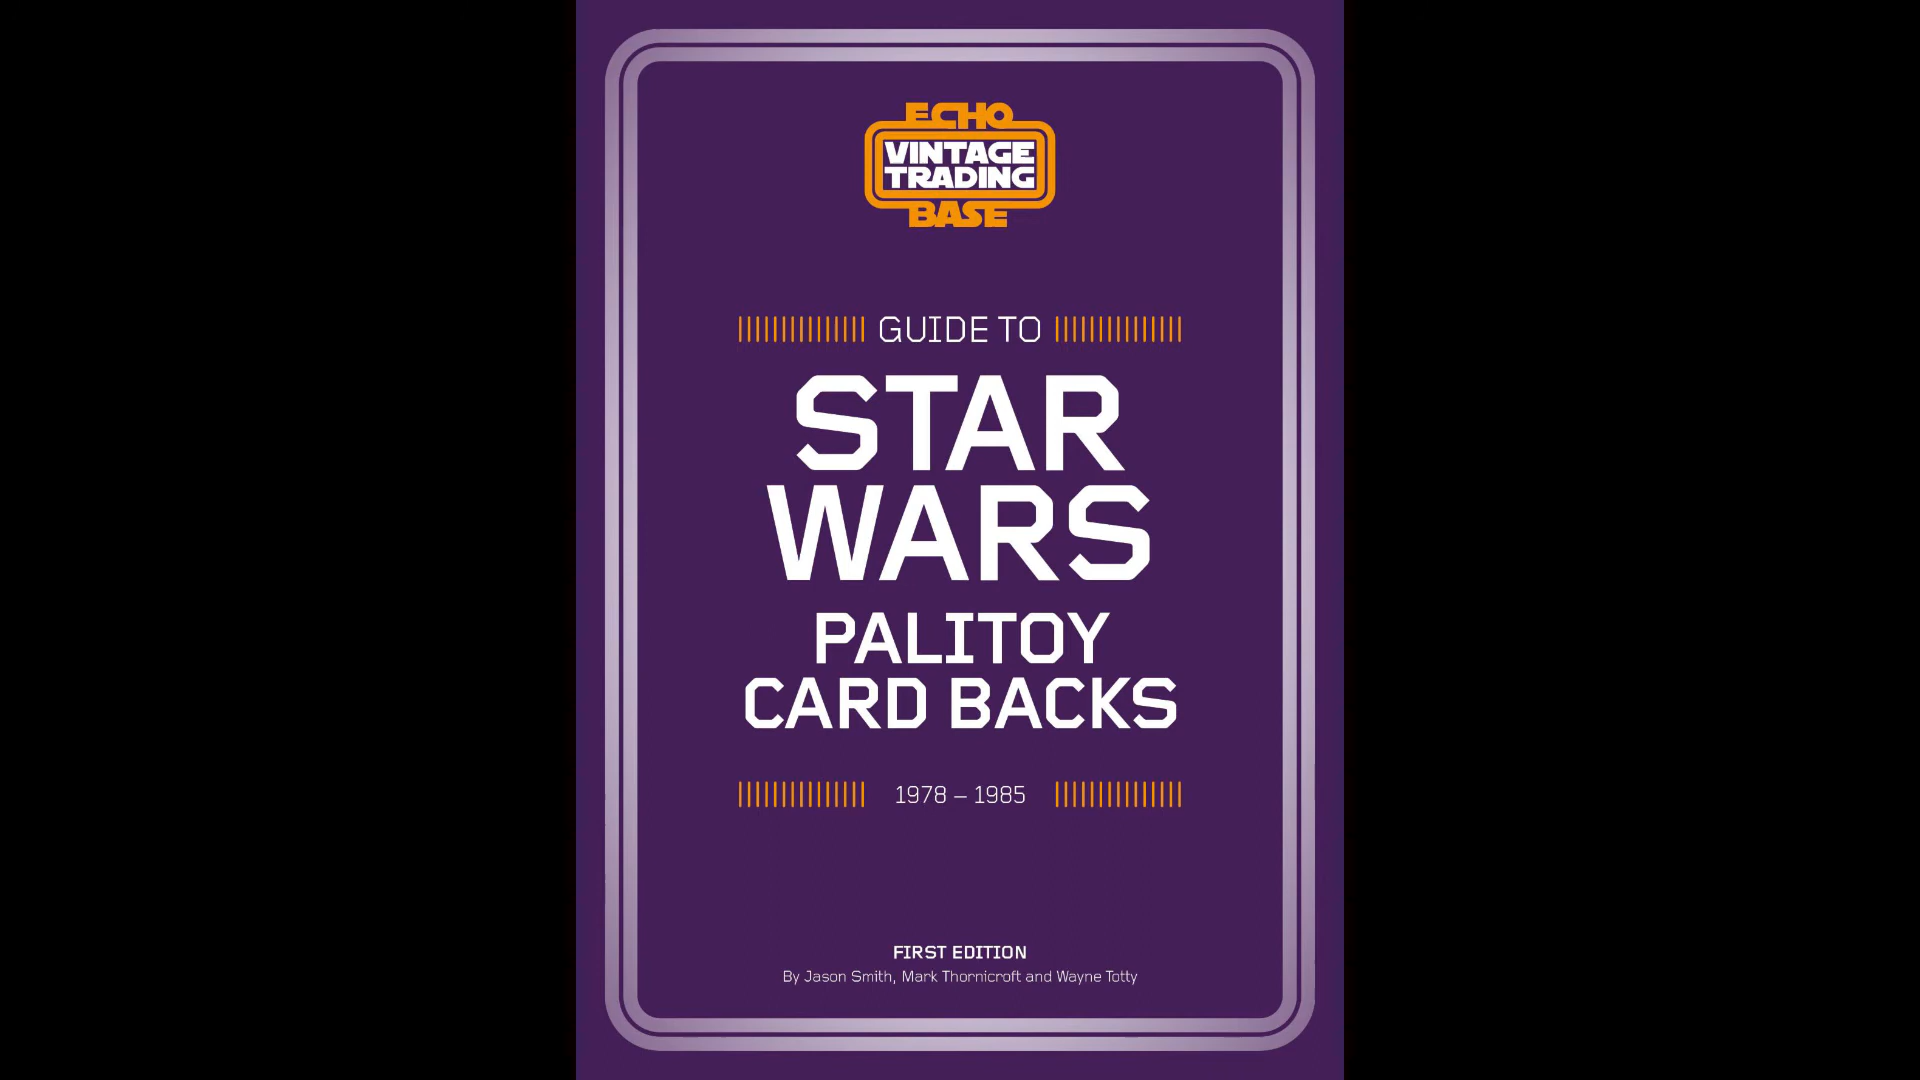 ECHO
VINTAGE
TRADING
BASE
GUIDE TO
STAR
WARS
PALITOY
CARD BACKS
1978 – 1985
FIRST EDITION
By Jason Smith, Mark Thornicroft and Wayne Totty